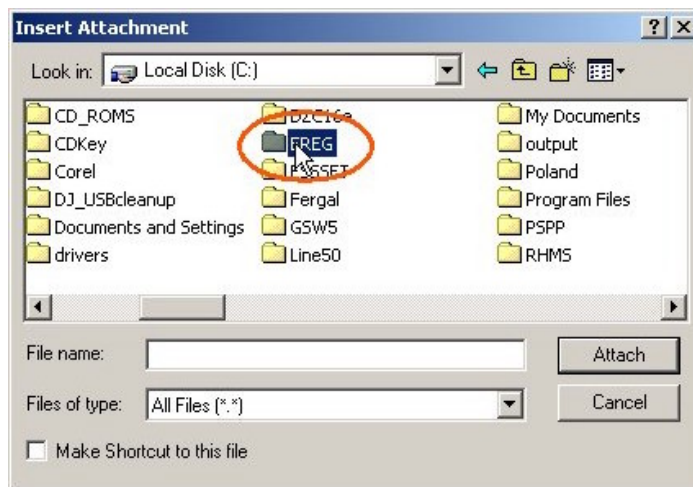 Insert Attachment
Look in: Local Disk (C:)
CD_ROMS My Documents
CDKey EREG output
Corel Poland
DJ_USBcleanup Fergal Program Files
Documents and Settings GSW5 PSPP
drivers Line50 RHMS
File name: Attach
Files of type: All Files (*.*) Cancel
Make Shortcut to this file